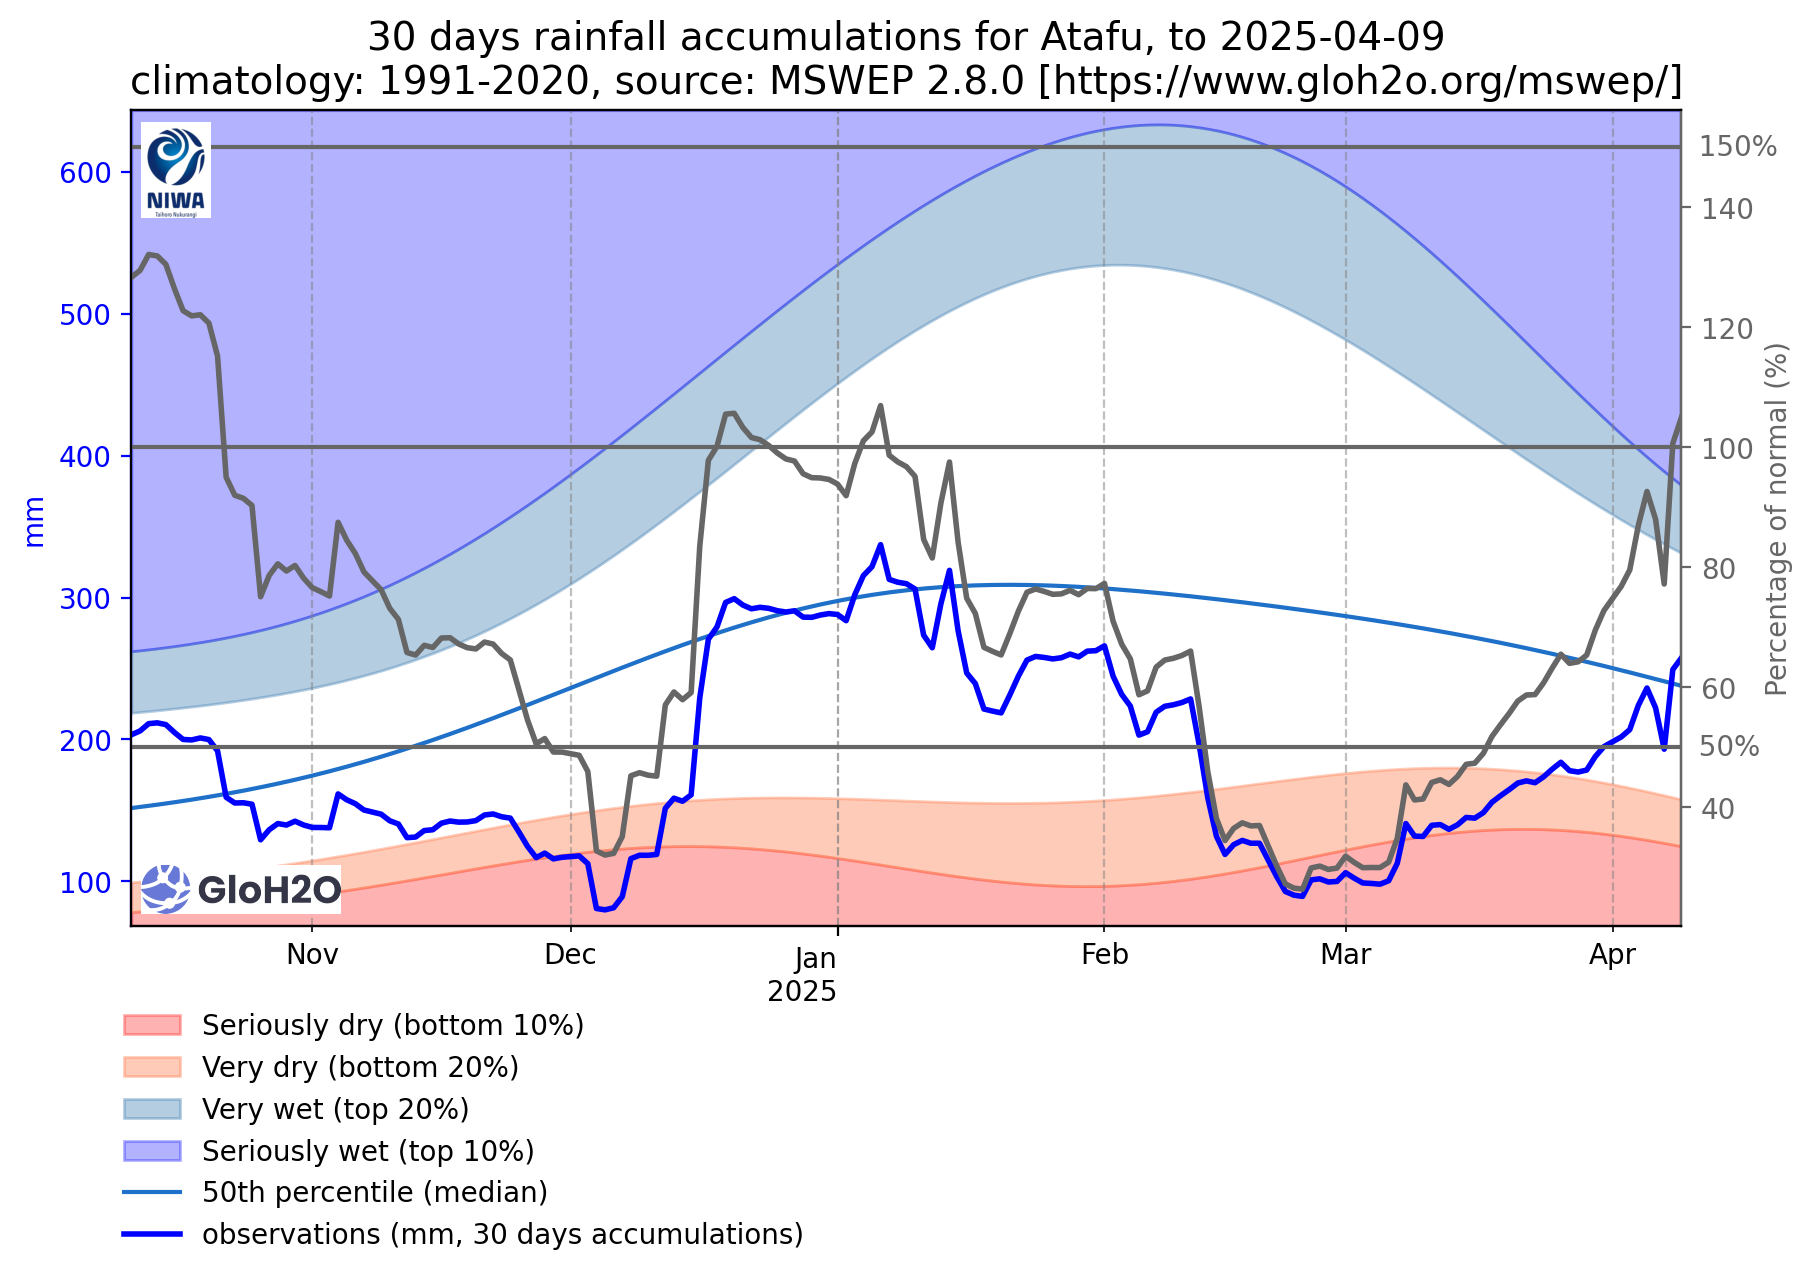 30 days rainfall accumulations for Atafu, to 2025-04-09
climatology: 1991-2020, source: MSWEP 2.8.0 [https://www.gloh2o.org/mswep/]
NIWA
Taihoro Nukurangi
600
500
400
300
200
100
mm
150%
140
120
100
80
60
50%
40
Percentage of normal (%)
GloH2O
Nov
Dec
Jan
2025
Feb
Mar
Apr
Seriously dry (bottom 10%)
Very dry (bottom 20%)
Very wet (top 20%)
Seriously wet (top 10%)
50th percentile (median)
observations (mm, 30 days accumulations)